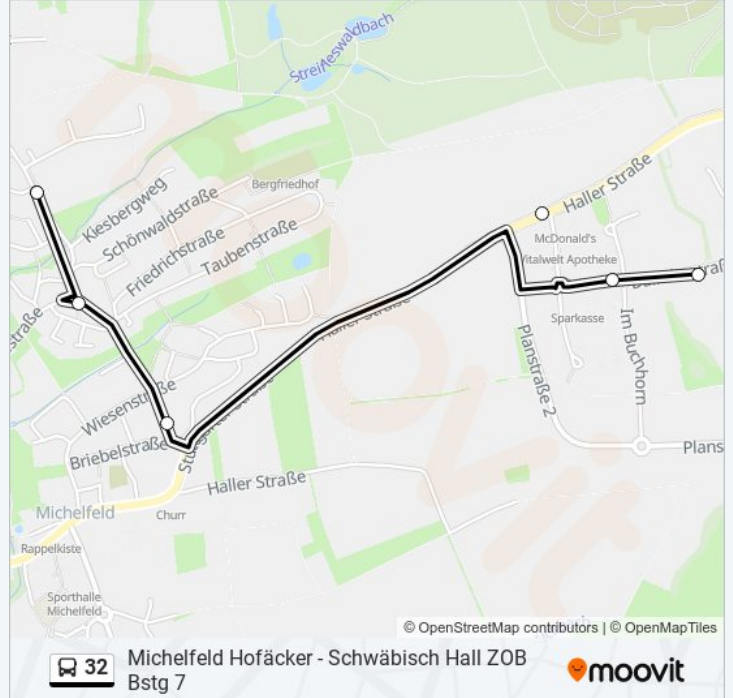 Streifleswaldbach
Haller Straße
Kiesbergweg
Bergfriedhof
Schönwaldstraße
Friedrichstraße
Taubenstraße
McDonald's
Vitalwelt Apotheke
Haller Straße
Sparkasse
Planstraße 2
Im Buchhorn
Wiesenstraße
Briebelstraße
Haller Straße
Plans
Michelfeld
Churr
Rappelkiste
Sporthalle
Michelfeld
© OpenStreetMap contributors | © OpenMapTiles
32
Michelfeld Hofäcker - Schwäbisch Hall ZOB
Bstg 7
moovit